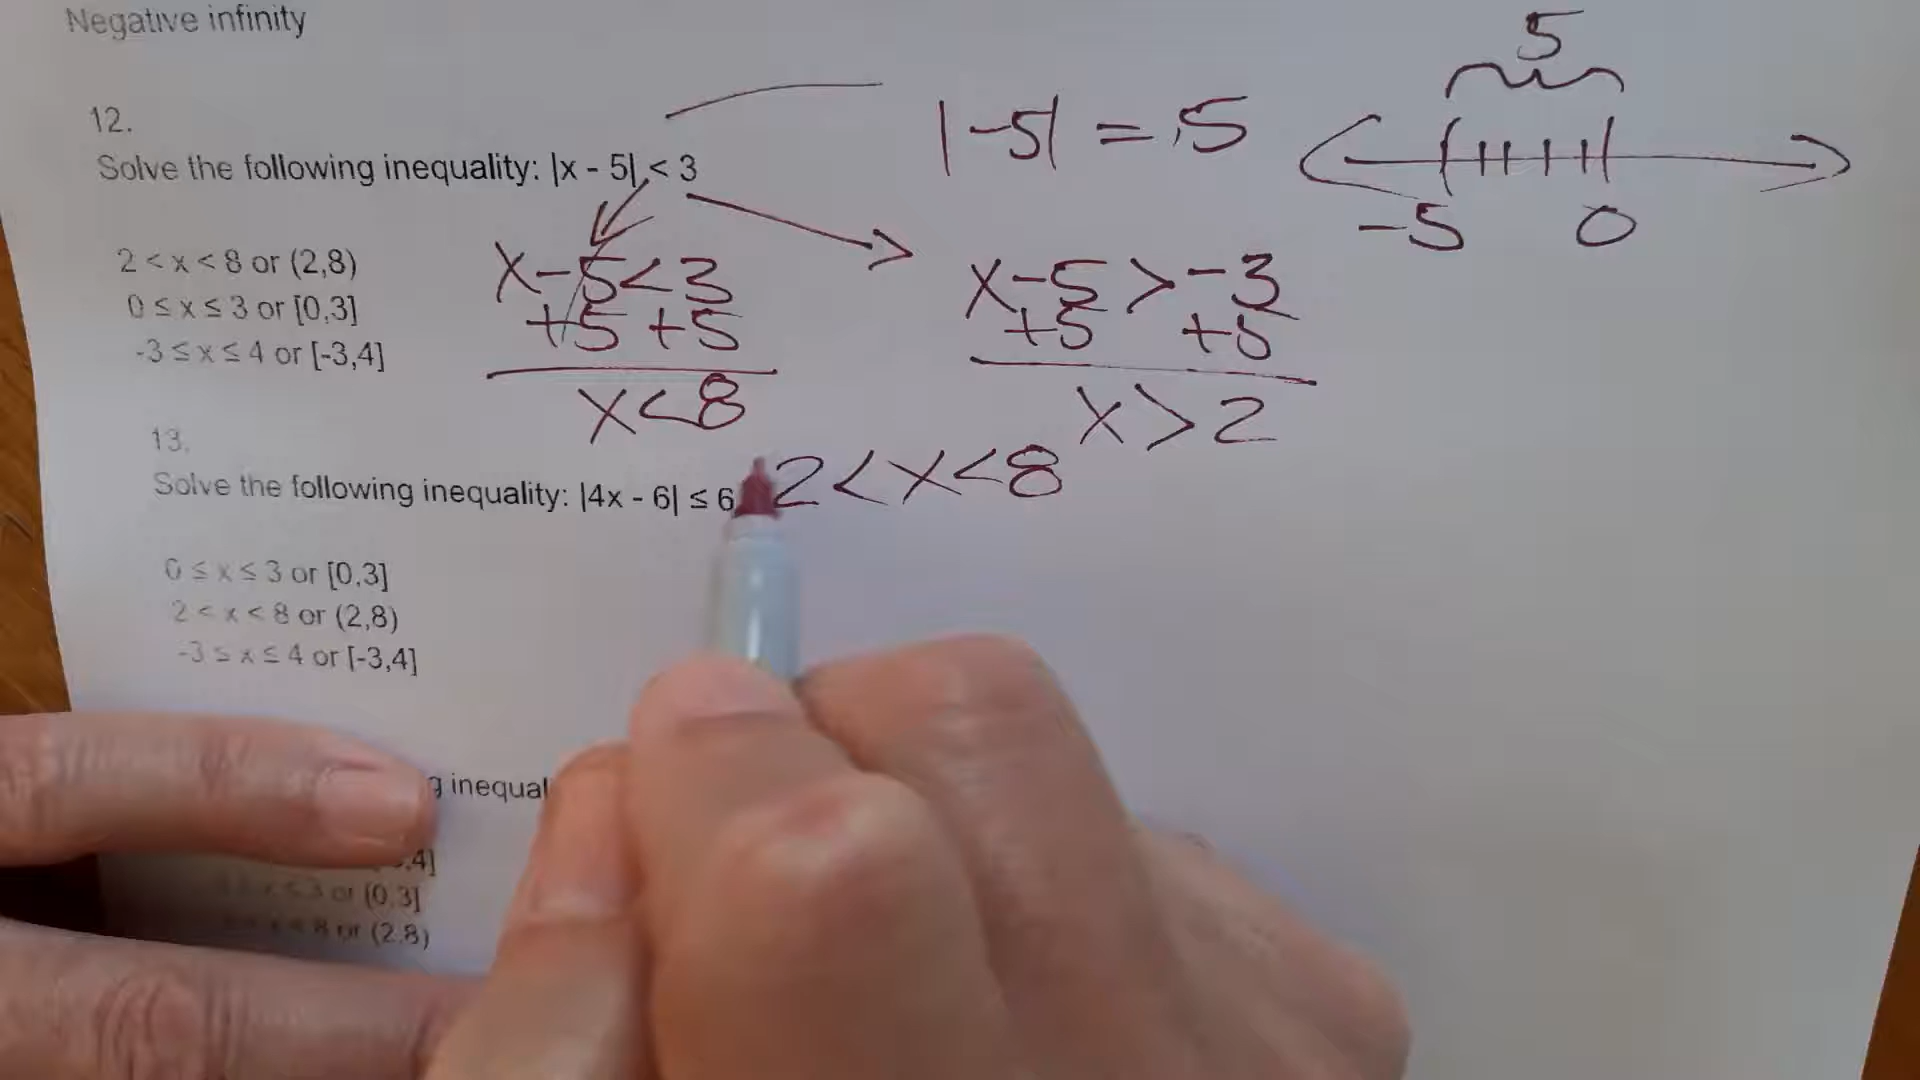 Negative infinity
12.
Solve the following inequality: |x - 5| < 3
2 < x < 8 or (2,8)
0 ≤ x ≤ 3 or [0,3]
-3 ≤ x ≤ 4 or [-3,4]
|-5| = 5
5
-5 0
x-5<3
+5 +5
x<8
x-5>-3
+5 +5
x>2
2<x<8
13.
Solve the following inequality: |4x - 6| ≤ 6
0 ≤ x ≤ 3 or [0,3]
2 < x < 8 or (2,8)
-3 ≤ x ≤ 4 or [-3,4]
inequal
,4]
≤ 3 or (0,3]
8 or (2,8)